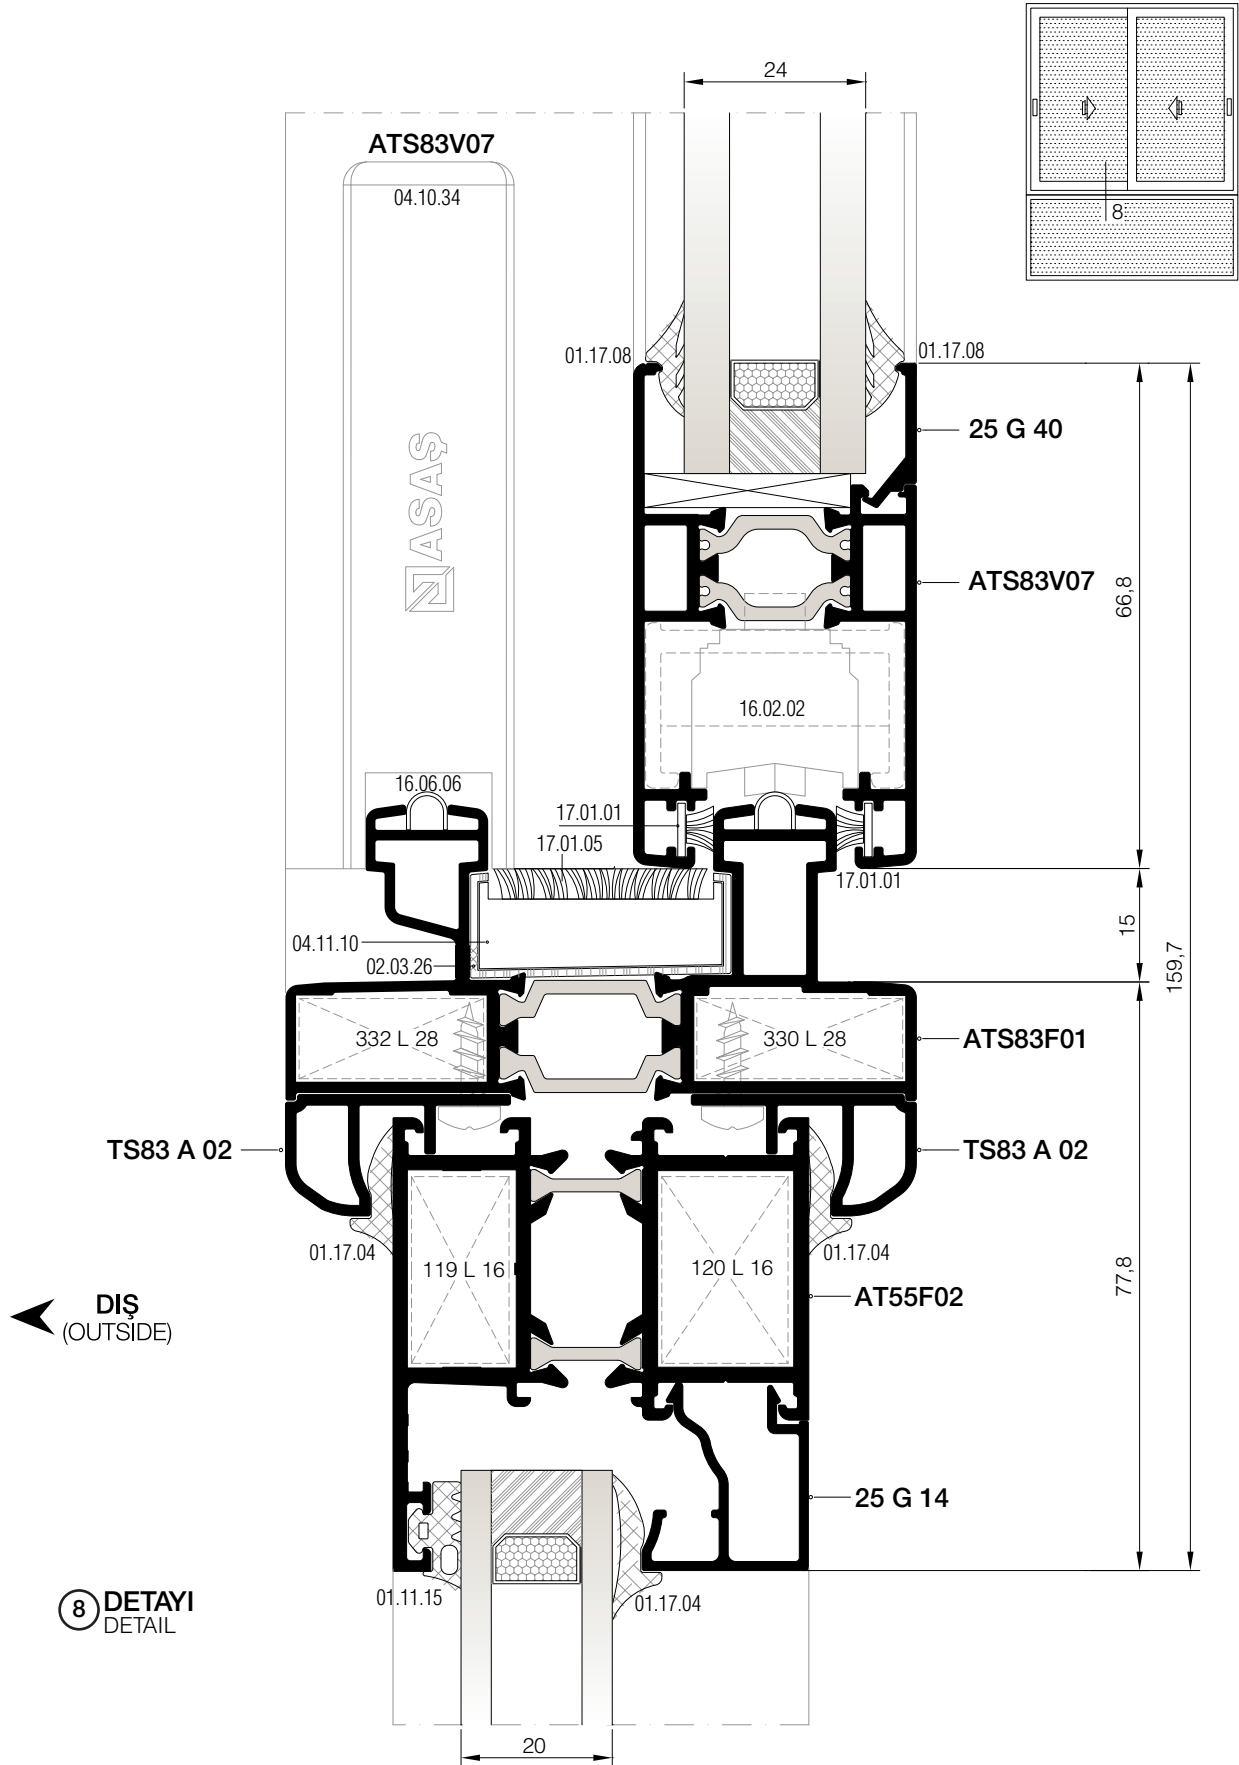 24
ATS83V07
04.10.34
8
01.17.08
01.17.08
25 G 40
ASAŞ
ATS83V07
66,8
16.02.02
16.06.06
17.01.01
17.01.05
17.01.01
04.11.10
15
02.03.26
159,7
332 L 28
330 L 28
ATS83F01
TS83 A 02
TS83 A 02
01.17.04
01.17.04
119 L 16
120 L 16
77,8
AT55F02
DIŞ
(OUTSIDE)
25 G 14
01.11.15
01.17.04
8 DETAYI
DETAIL
20